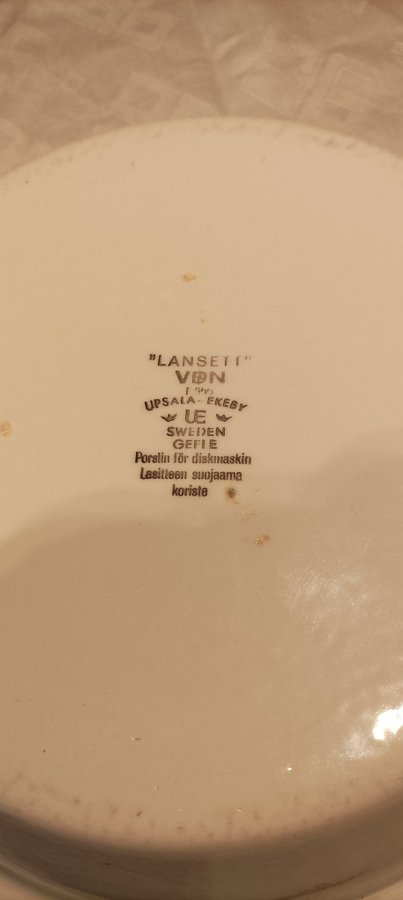 "LANSETT"
VDN
UPSALA-EKEBY
UE
SWEDEN
GEFLE
Porslin för diskmaskin
Lasitteen suojaama
koriste